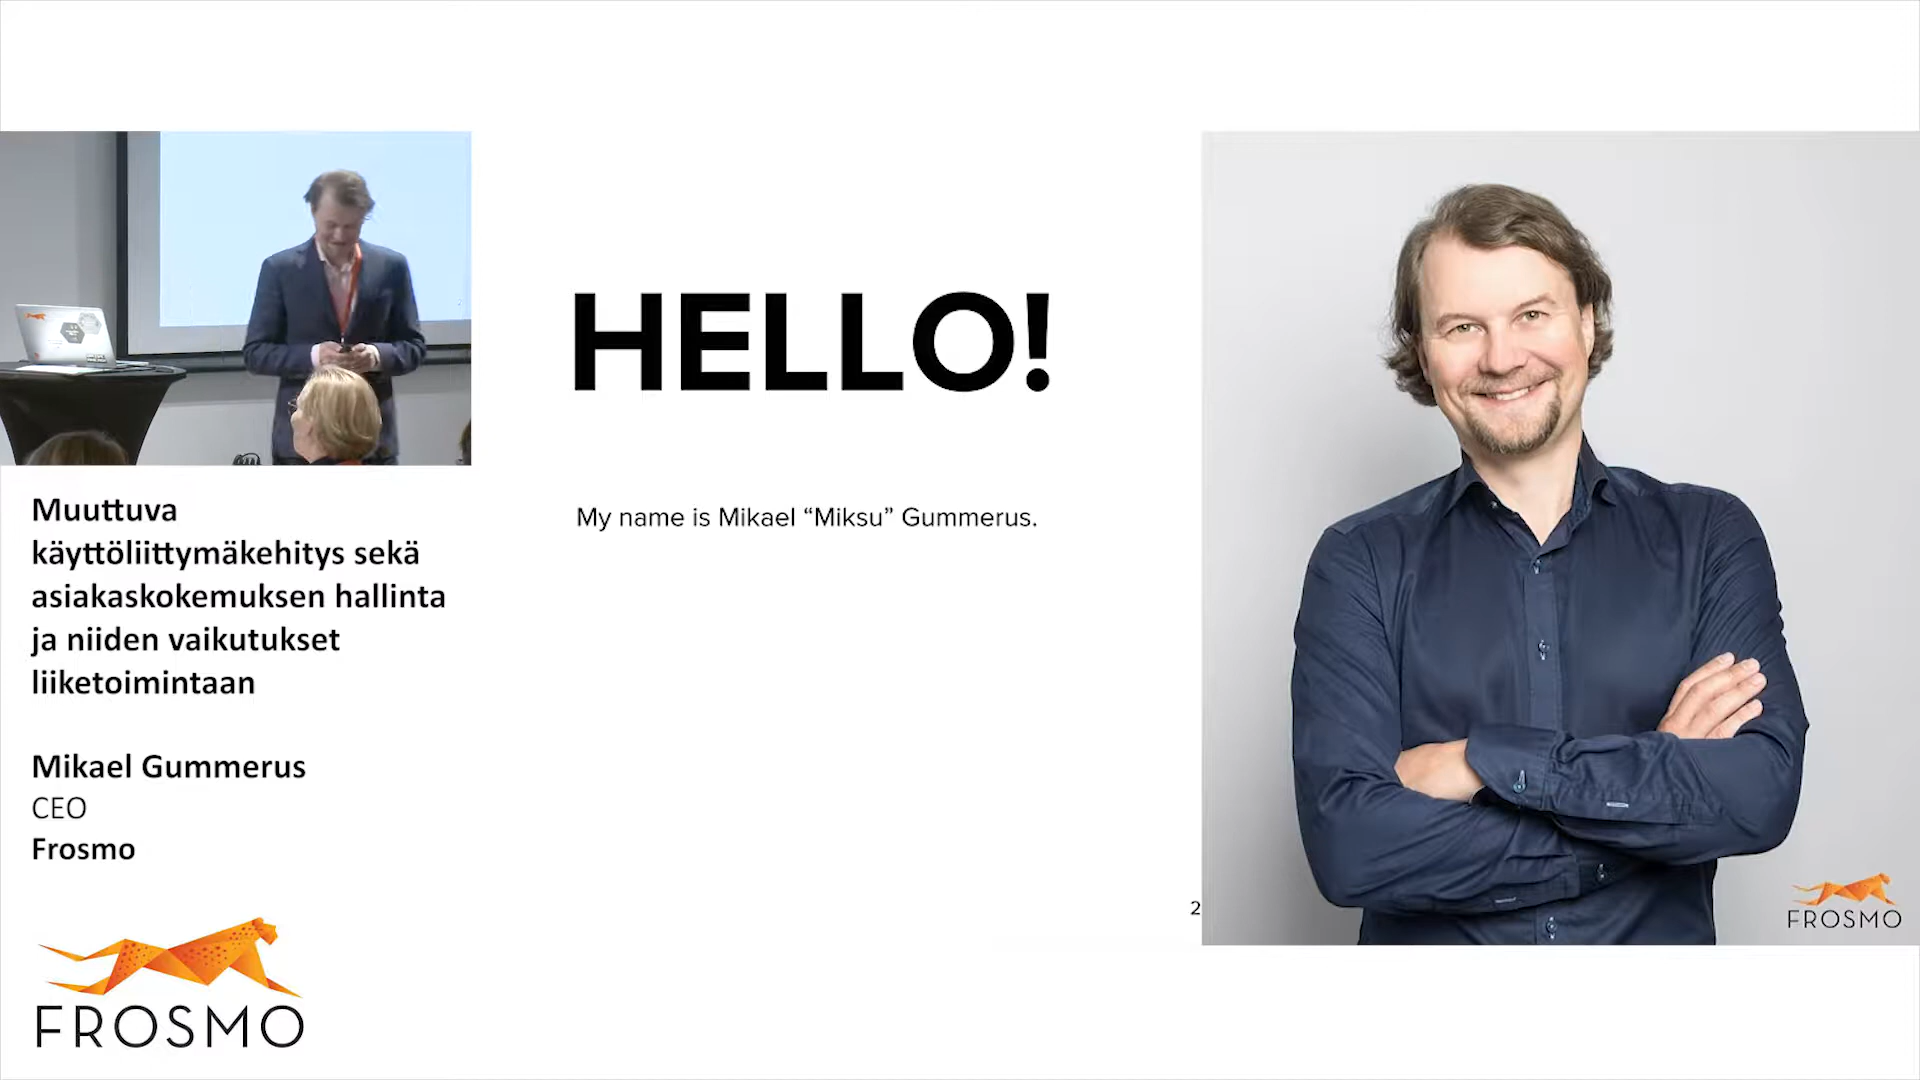 Muuttuva
käyttöliittymäkehitys sekä
asiakaskokemuksen hallinta
ja niiden vaikutukset
liiketoimintaan
Mikael Gummerus
CEO
Frosmo
FROSMO
HELLO!
My name is Mikael “Miksu” Gummerus.
2
FROSMO